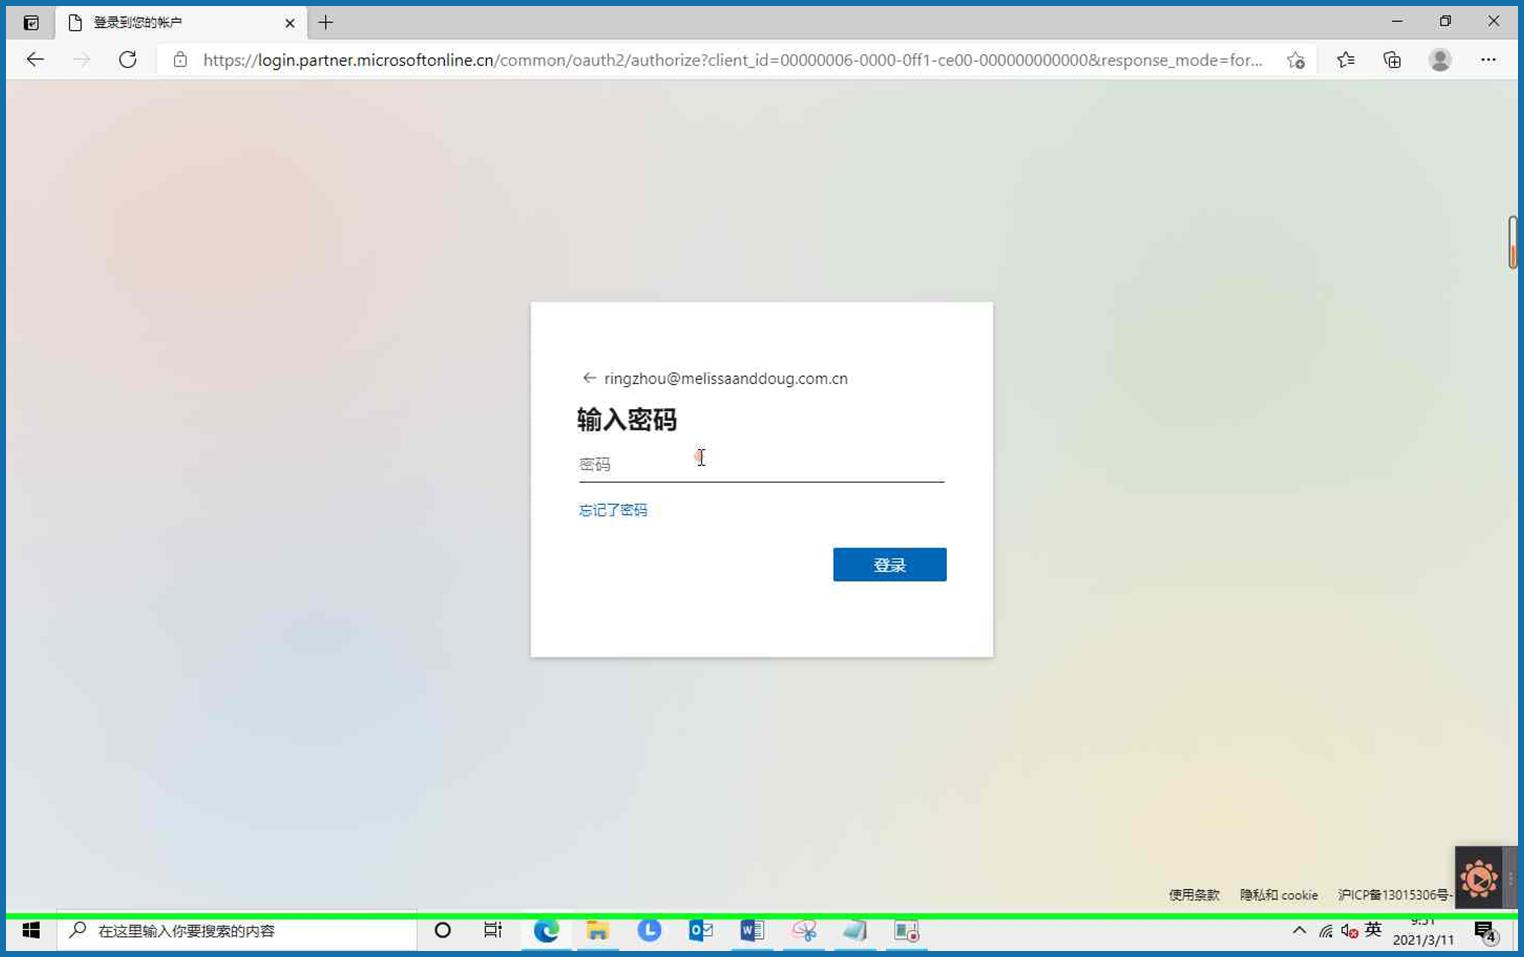 登录到您的帐户
https://login.partner.microsoftonline.cn/common/oauth2/authorize?client_id=00000006-0000-0ff1-ce00-000000000000&response_mode=for...
ringzhou@melissaanddoug.com.cn
输入密码
密码
忘记了密码
登录
使用条款 隐私和 cookie 沪ICP备13015306号-
在这里输入你要搜索的内容
英
2021/3/11
4